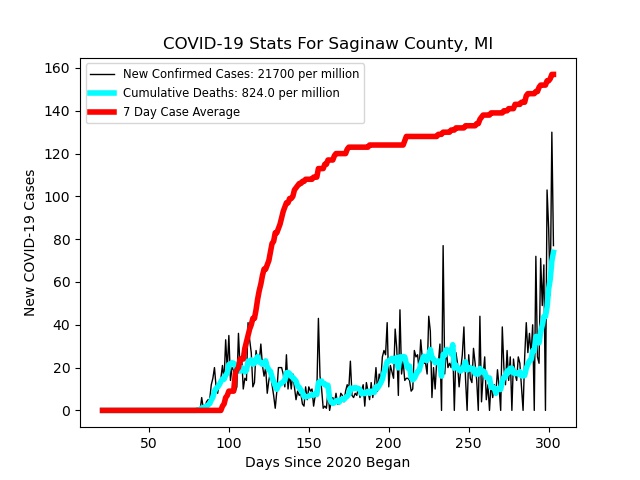 COVID-19 Stats For Saginaw County, MI
New Confirmed Cases: 21700 per million
Cumulative Deaths: 824.0 per million
7 Day Case Average
New COVID-19 Cases
160
140
120
100
80
60
40
20
0
50 100 150 200 250 300
Days Since 2020 Began